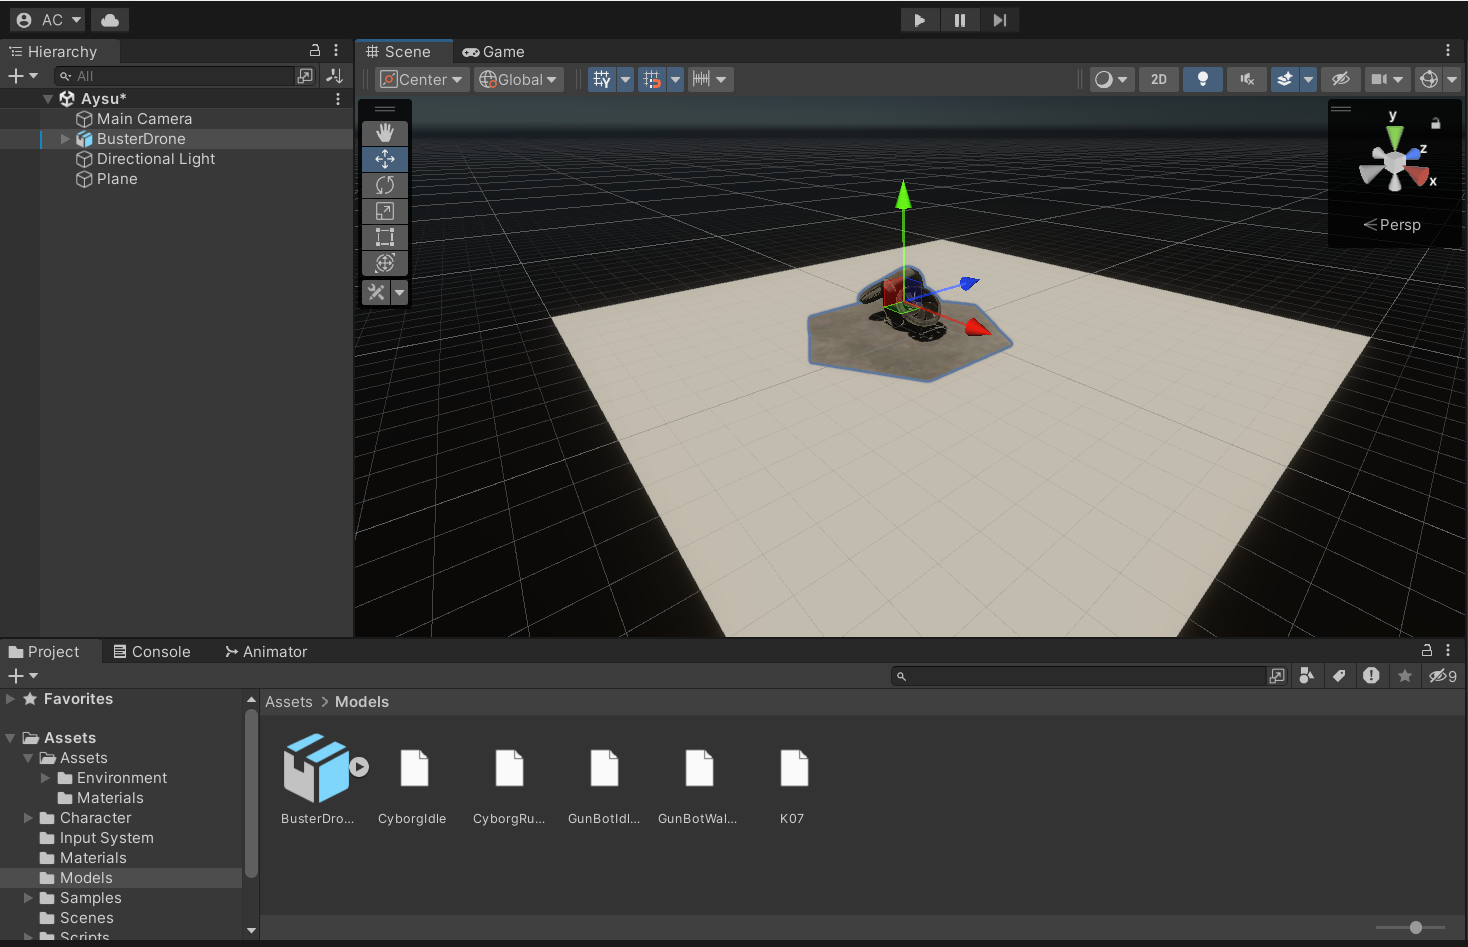 AC
Hierarchy
All
Aysu*
Main Camera
BusterDrone
Directional Light
Plane
Scene
Game
Center
Global
2D
y
z
x
Persp
Project
Console
Animator
9
Favorites
Assets
Assets
Environment
Materials
Character
Input System
Materials
Models
Samples
Scenes
Scripts
Assets > Models
BusterDro...
CyborgIdle
CyborgRu...
GunBotIdl...
GunBotWal...
K07